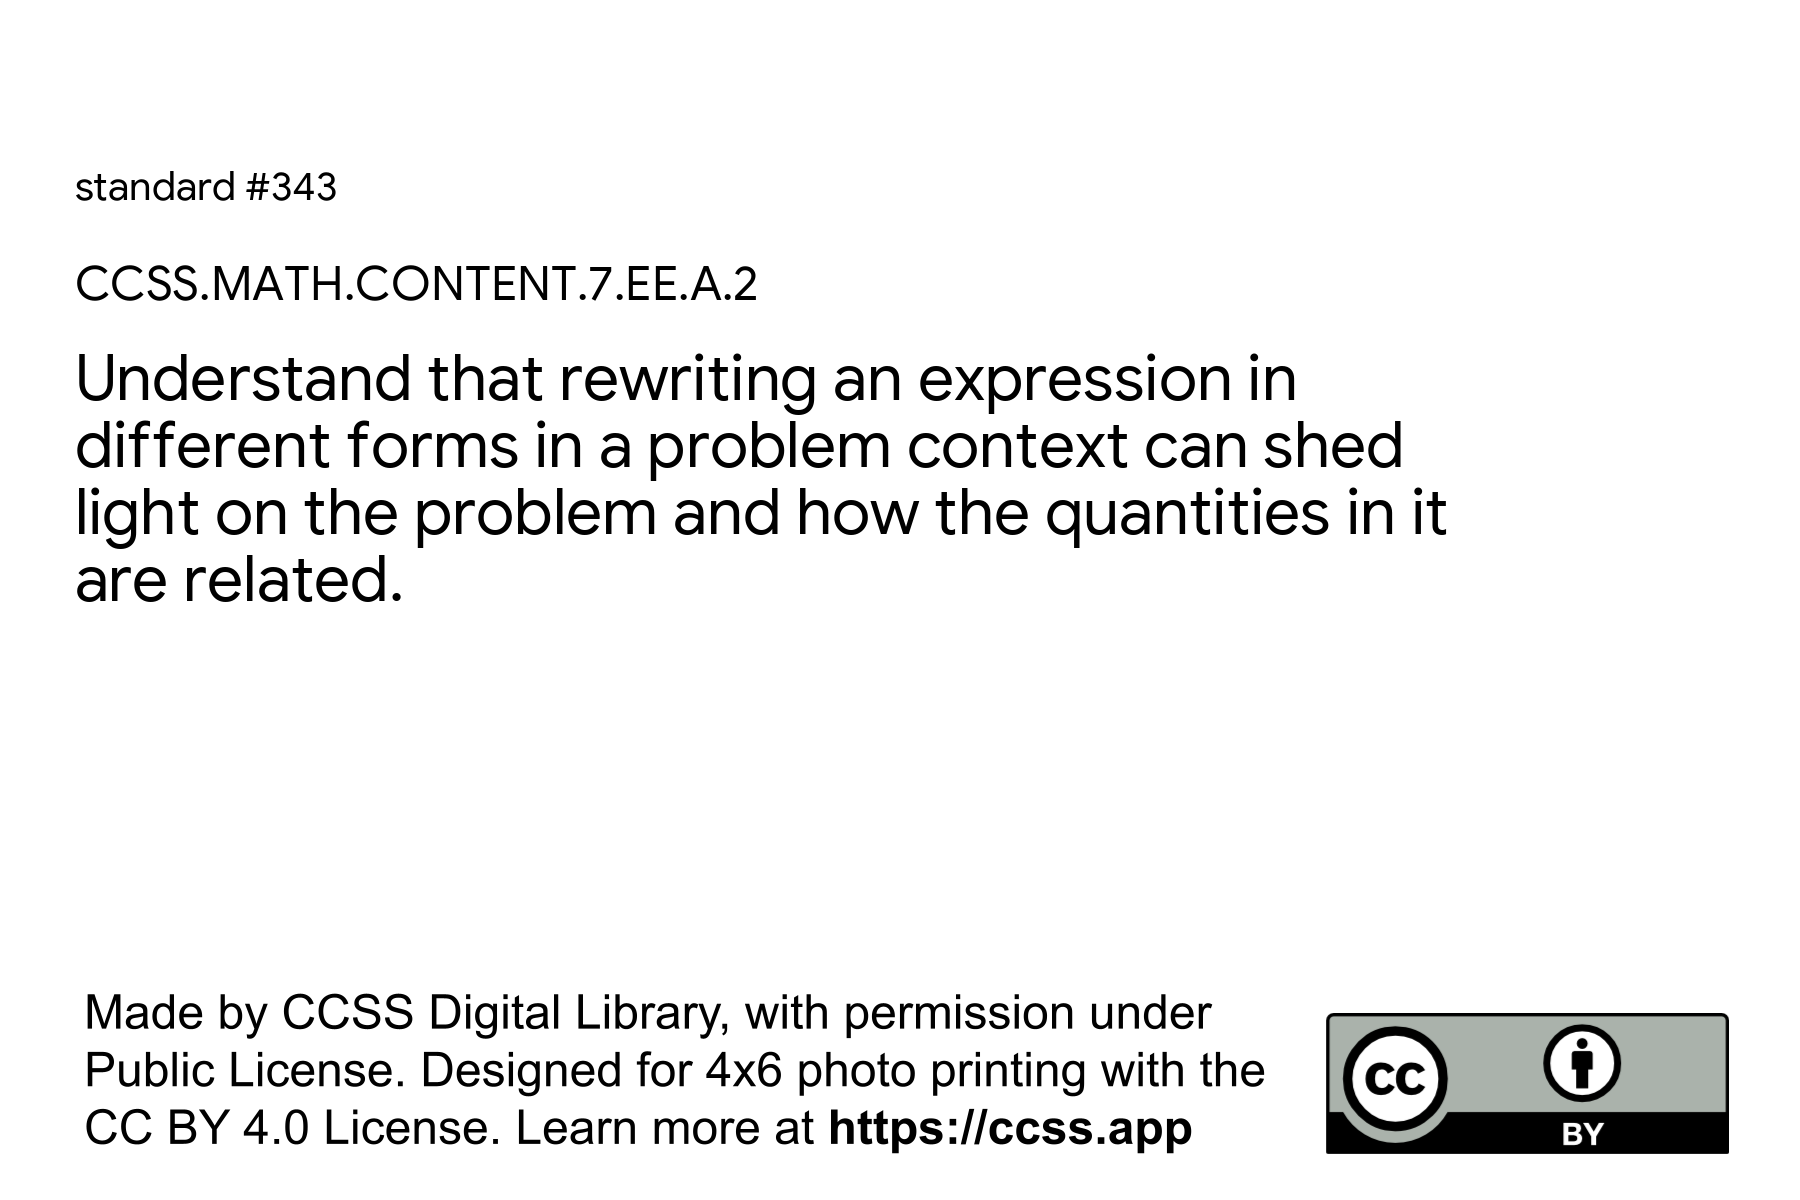 standard #343
CCSS.MATH.CONTENT.7.EE.A.2
Understand that rewriting an expression in
different forms in a problem context can shed
light on the problem and how the quantities in it
are related.
Made by CCSS Digital Library, with permission under
Public License. Designed for 4x6 photo printing with the
CC BY 4.0 License. Learn more at https://ccss.app
cc
BY